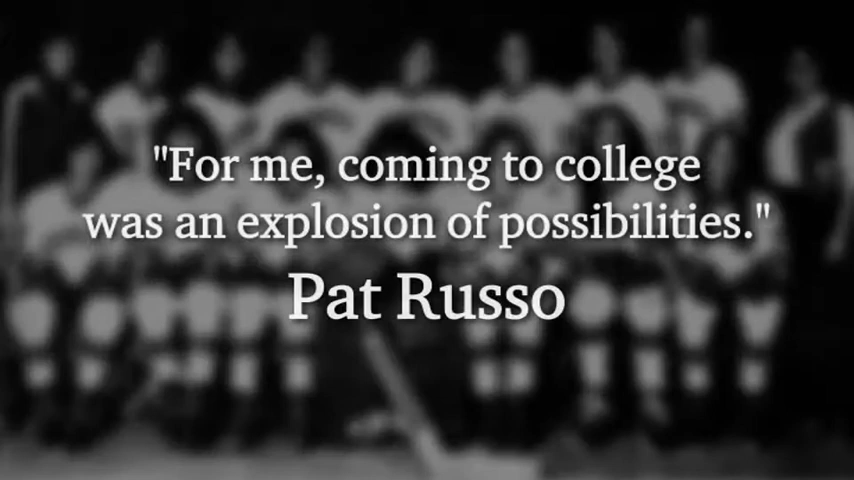 "For me, coming to college
was an explosion of possibilities."
Pat Russo